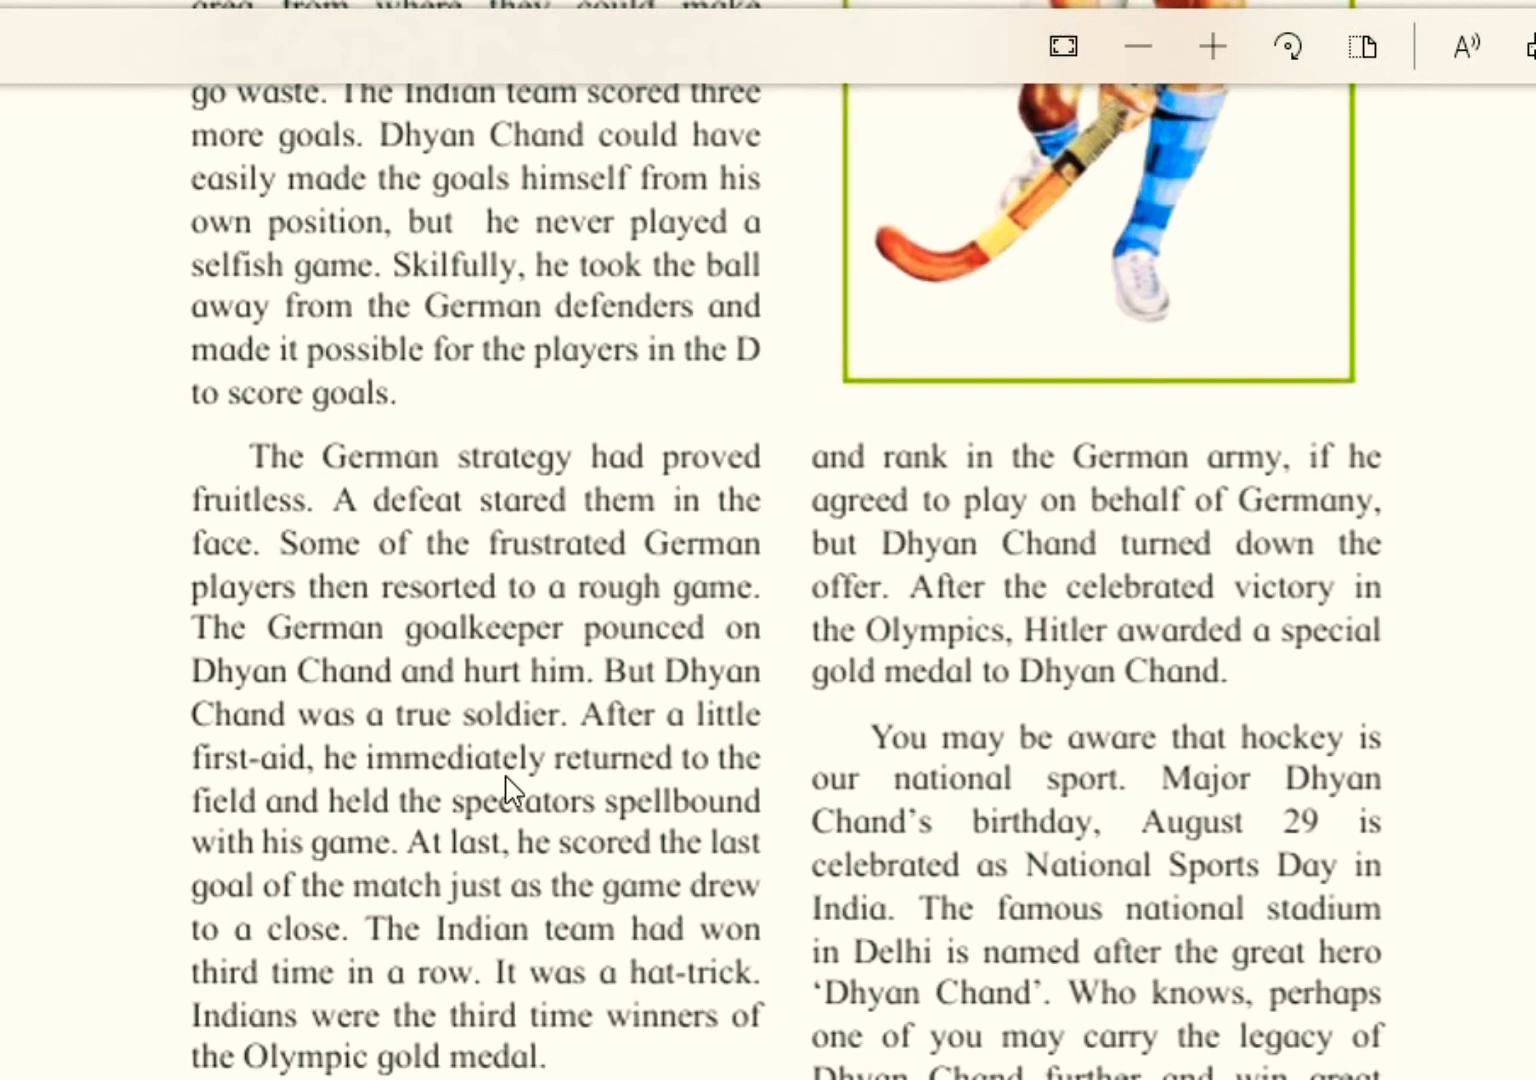 area from where they could make
go waste. The Indian team scored three
more goals. Dhyan Chand could have
easily made the goals himself from his
own position, but he never played a
selfish game. Skilfully, he took the ball
away from the German defenders and
made it possible for the players in the D
to score goals.
The German strategy had proved
fruitless. A defeat stared them in the
face. Some of the frustrated German
players then resorted to a rough game.
The German goalkeeper pounced on
Dhyan Chand and hurt him. But Dhyan
Chand was a true soldier. After a little
first-aid, he immediately returned to the
field and held the spectators spellbound
with his game. At last, he scored the last
goal of the match just as the game drew
to a close. The Indian team had won
third time in a row. It was a hat-trick.
Indians were the third time winners of
the Olympic gold medal.
and rank in the German army, if he
agreed to play on behalf of Germany,
but Dhyan Chand turned down the
offer. After the celebrated victory in
the Olympics, Hitler awarded a special
gold medal to Dhyan Chand.
You may be aware that hockey is
our national sport. Major Dhyan
Chand's birthday, August 29 is
celebrated as National Sports Day in
India. The famous national stadium
in Delhi is named after the great hero
‘Dhyan Chand’. Who knows, perhaps
one of you may carry the legacy of
Dhyan Chand further and win great